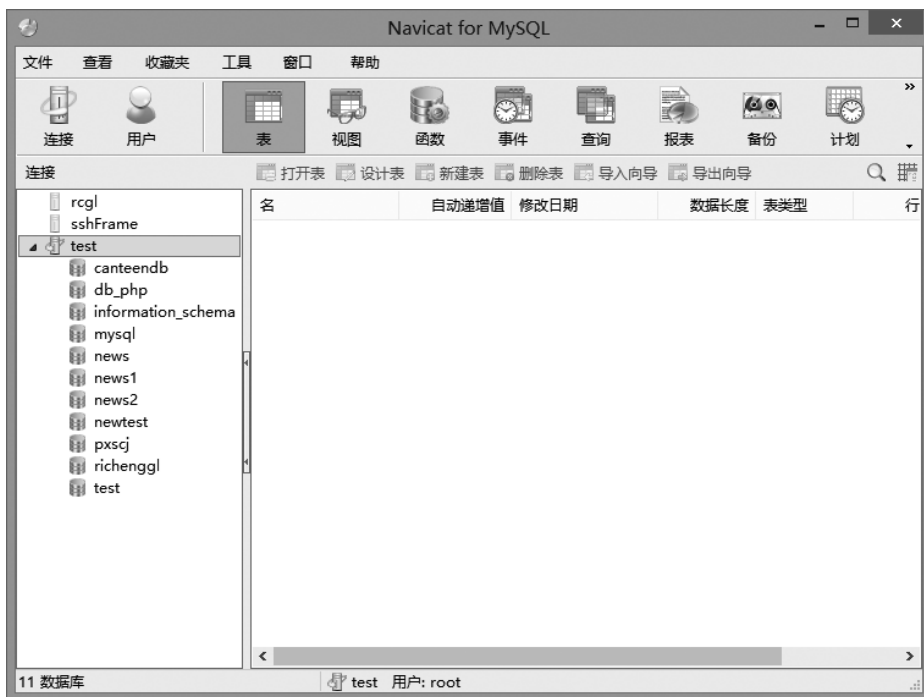 Navicat for MySQL
文件 查看 收藏夹 工具 窗口 帮助
连接 用户 表 视图 函数 事件 查询 报表 备份 计划
连接
打开表 设计表 新建表 删除表 导入向导 导出向导
名 自动递增值 修改日期 数据长度 表类型 行
rcgl
sshFrame
test
canteendb
db_php
information_schema
mysql
news
news1
news2
newtest
pxscj
richenggl
test
11 数据库 test 用户: root